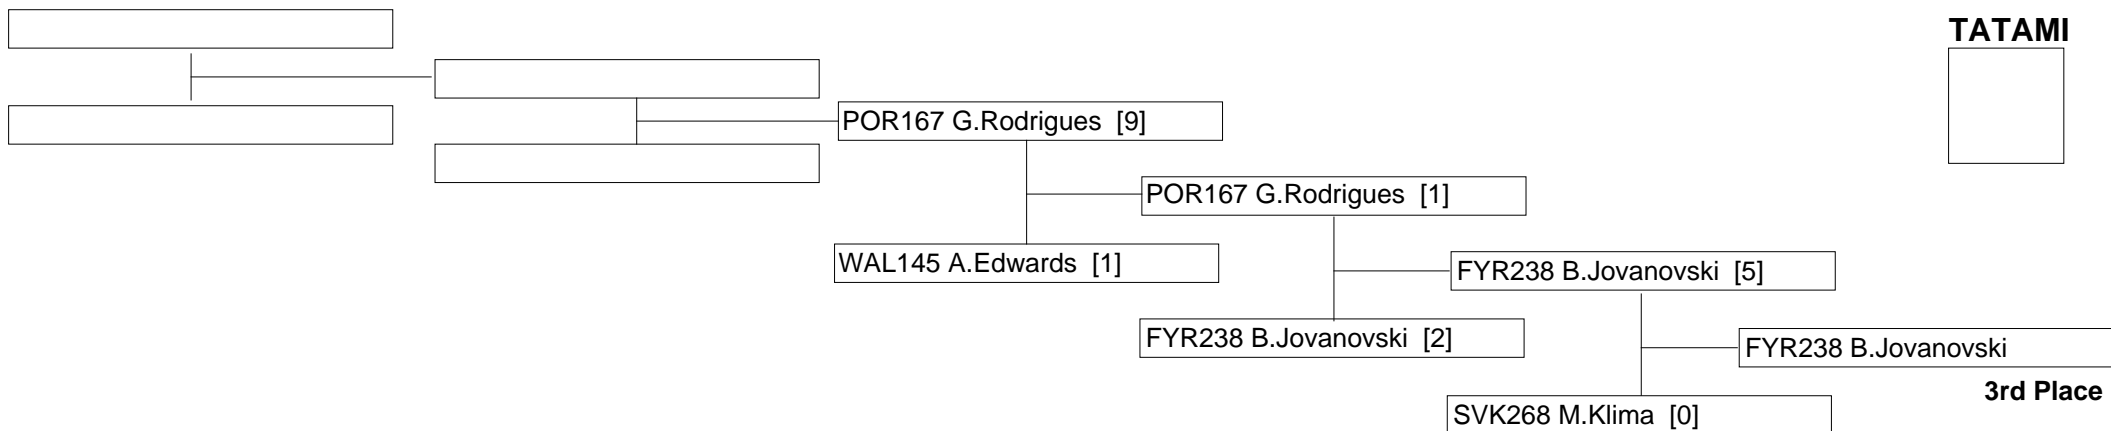 TATAMI
POR167 G.Rodrigues [9]
POR167 G.Rodrigues [1]
WAL145 A.Edwards [1]
FYR238 B.Jovanovski [5]
FYR238 B.Jovanovski [2]
FYR238 B.Jovanovski
3rd Place
SVK268 M.Klima [0]